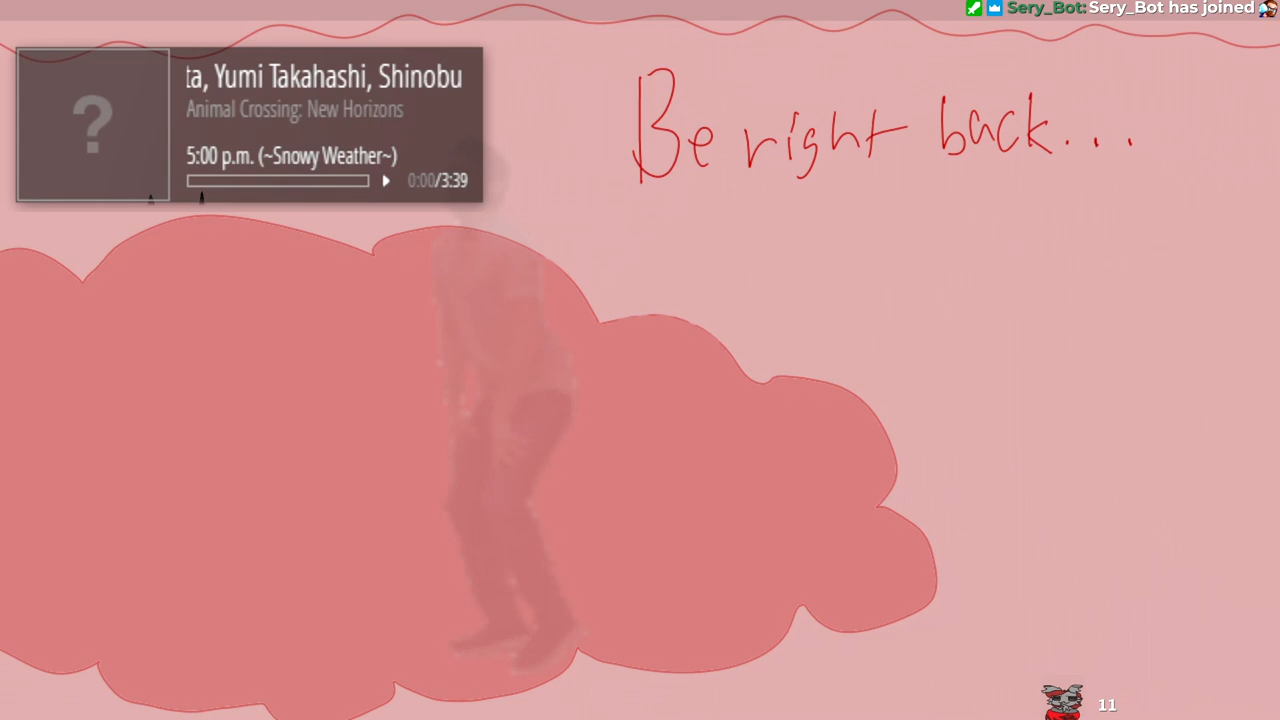 Sery_Bot: Sery_Bot has joined
ta, Yumi Takahashi, Shinobu
Animal Crossing: New Horizons
5:00 p.m. (~Snowy Weather~)
0:00/3:39
?
Be right back...
11